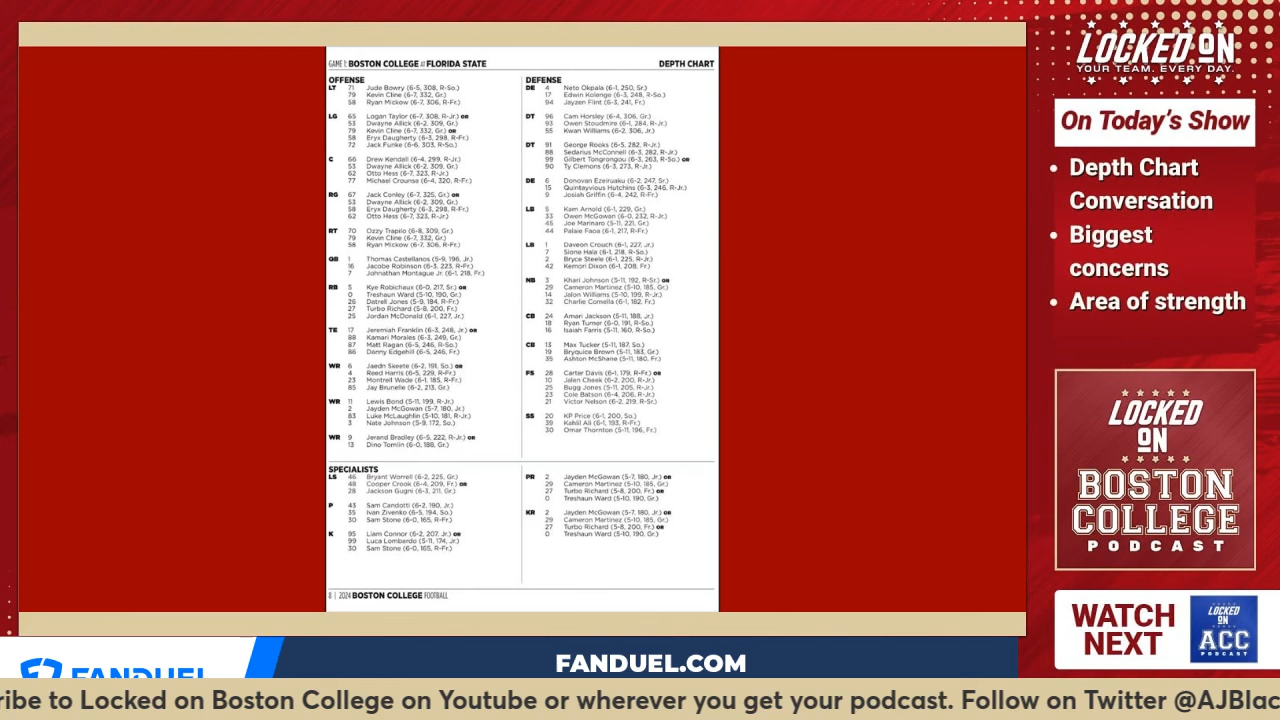 GAME 1: BOSTON COLLEGE at FLORIDA STATE
DEPTH CHART
OFFENSE
LT 71 Jude Bowry (6-5, 308, R-So.)
79 Kevin Cline (6-7, 332, Gr.)
58 Ryan Mickow (6-7, 306, R-Fr.)
LG 65 Logan Taylor (6-7, 308, R-Jr.) OR
53 Dwayne Allick (6-2, 309, Gr.)
79 Kevin Cline (6-7, 332, Gr.) OR
58 Eryx Daugherty (6-3, 298, R-Fr.)
72 Jack Funke (6-6, 303, R-So.)
C 66 Drew Kendall (6-4, 299, R-Jr.)
53 Dwayne Allick (6-2, 309, Gr.)
62 Otto Hess (6-7, 323, R-Jr.)
77 Michael Crounse (6-4, 320, R-Fr.)
RG 67 Jack Conley (6-7, 325, Gr.) OR
53 Dwayne Allick (6-2, 309, Gr.)
58 Eryx Daugherty (6-3, 298, R-Fr.)
62 Otto Hess (6-7, 323, R-Jr.)
RT 70 Ozzy Trapilo (6-8, 309, Gr.)
79 Kevin Cline (6-7, 332, Gr.)
58 Ryan Mickow (6-7, 306, R-Fr.)
QB 1 Thomas Castellanos (5-9, 196, Jr.)
16 Jacobe Robinson (6-3, 223, R-Fr.)
7 Johnathan Montague Jr. (6-1, 218, R-Fr.)
RB 5 Kye Robichaux (6-0, 217, Sr.) OR
0 Treshaun Ward (5-10, 190, Gr.)
26 Datrell Jones (5-9, 184, R-Fr.)
27 Turbo Richard (5-8, 200, Fr.)
25 Jordan McDonald (6-1, 227, Jr.)
TE 17 Jeremiah Franklin (6-3, 248, Jr.) OR
88 Kamari Morales (6-3, 249, Gr.)
87 Matt Ragan (6-5, 246, R-So.)
86 Danny Edgehill (6-5, 246, Fr.)
WR 6 Jaedn Skeete (6-2, 191, So.) OR
4 Reed Harris (6-5, 229, R-Fr.)
23 Montrell Wade (6-1, 185, R-Fr.)
85 Jay Brunelle (6-2, 213, Gr.)
WR 11 Lewis Bond (5-11, 199, R-Jr.)
2 Jayden McGowan (5-7, 180, Jr.)
83 Luke McLaughlin (5-10, 181, R-Jr.)
3 Nate Johnson (5-9, 172, So.)
WR 9 Jerand Bradley (6-5, 222, R-Jr.) OR
13 Dino Tomlin (6-0, 188, Gr.)
DEFENSE
DE 4 Neto Okpala (6-1, 250, Sr.)
17 Edwin Kolenge (6-3, 248, R-So.)
94 Jayzen Flint (6-3, 241, Fr.)
DT 96 Cam Horsley (6-4, 306, Gr.)
93 Owen Stoudmire (6-1, 284, R-Jr.)
55 Kwan Williams (6-2, 306, Jr.)
DT 91 George Rooks (6-5, 282, R-Jr.)
88 Sedarius McConnell (6-3, 282, R-Jr.)
99 Gilbert Tongrongou (6-3, 263, R-So.) OR
90 Ty Clemons (6-3, 273, R-Jr.)
DE 6 Donovan Ezeiruaku (6-2, 247, Sr.)
15 Quintayvious Hutchins (6-3, 246, R-Jr.)
9 Josiah Griffin (6-4, 242, R-Fr.)
LB 5 Kam Arnold (6-1, 229, Gr.)
33 Owen McGowan (6-0, 232, R-Jr.)
45 Joe Marinaro (5-11, 221, Gr.)
44 Palaie Faoa (6-1, 217, R-Fr.)
LB 1 Daveon Crouch (6-1, 227, Jr.)
7 Sione Hala (6-1, 218, R-So.)
2 Bryce Steele (6-1, 225, R-Jr.)
42 Kemori Dixon (6-1, 208, Fr.)
NB 3 Khari Johnson (5-11, 192, R-Sr.) OR
29 Cameron Martinez (5-10, 185, Gr.)
14 Jalon Williams (5-10, 199, R-Jr.)
32 Charlie Comella (6-1, 182, Fr.)
CB 24 Amari Jackson (5-11, 188, Jr.)
18 Ryan Turner (6-0, 191, R-So.)
16 Isaiah Farris (5-11, 160, R-So.)
CB 13 Max Tucker (5-11, 187, So.)
19 Bryquice Brown (5-11, 183, Gr.)
35 Ashton McShane (5-11, 180, Fr.)
FS 28 Carter Davis (6-1, 179, R-Fr.) OR
10 Jalen Cheek (6-2, 200, R-Jr.)
25 Bugg Jones (5-11, 205, R-Jr.)
23 Cole Batson (6-4, 206, R-Jr.)
21 Victor Nelson (6-2, 219, R-Sr.)
SS 20 KP Price (6-1, 200, So.)
39 Kahlil Ali (6-1, 193, R-Fr.)
30 Omar Thornton (5-11, 196, Fr.)
SPECIALISTS
LS 46 Bryant Worrell (6-2, 225, Gr.)
48 Cooper Crook (6-4, 209, Fr.) OR
28 Jackson Gugni (6-3, 211, Gr.)
P 43 Sam Candotti (6-2, 190, Jr.)
35 Ivan Zivenko (6-5, 194, So.)
30 Sam Stone (6-0, 165, R-Fr.)
K 95 Liam Connor (6-2, 207, Jr.) OR
99 Luca Lombardo (5-11, 174, Jr.)
30 Sam Stone (6-0, 165, R-Fr.)
PR 2 Jayden McGowan (5-7, 180, Jr.) OR
29 Cameron Martinez (5-10, 185, Gr.)
27 Turbo Richard (5-8, 200, Fr.) OR
0 Treshaun Ward (5-10, 190, Gr.)
KR 2 Jayden McGowan (5-7, 180, Jr.) OR
29 Cameron Martinez (5-10, 185, Gr.)
27 Turbo Richard (5-8, 200, Fr.) OR
0 Treshaun Ward (5-10, 190, Gr.)
8 | 2024 BOSTON COLLEGE FOOTBALL
LOCKED ON
YOUR TEAM. EVERY DAY.
On Today's Show
• Depth Chart
Conversation
• Biggest
concerns
• Area of strength
LOCKED
ON
BOSTON
COLLEGE
PODCAST
WATCH
NEXT
LOCKED
ON
ACC
PODCAST
FANDUEL
FANDUEL.COM
ribe to Locked on Boston College on Youtube or wherever you get your podcast. Follow on Twitter @AJBlac